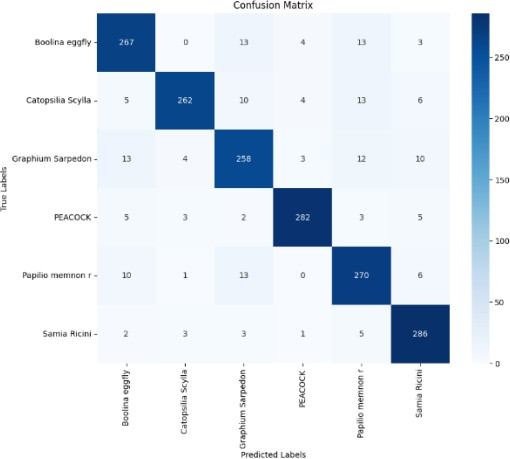 Confusion Matrix
Boolina eggfly 267 0 13 4 13 3
Catopsilia Scylla 5 262 10 4 13 6
Graphium Sarpedon 13 4 258 3 12 10
PEACOCK 5 3 2 282 3 5
Papilio memnon r 10 1 13 0 270 6
Samia Ricini 2 3 3 1 5 286
True Labels
Boolina eggfly
Catopsilia Scylla
Graphium Sarpedon
PEACOCK
Papilio memnon r
Samia Ricini
Predicted Labels
250
200
150
100
50
0